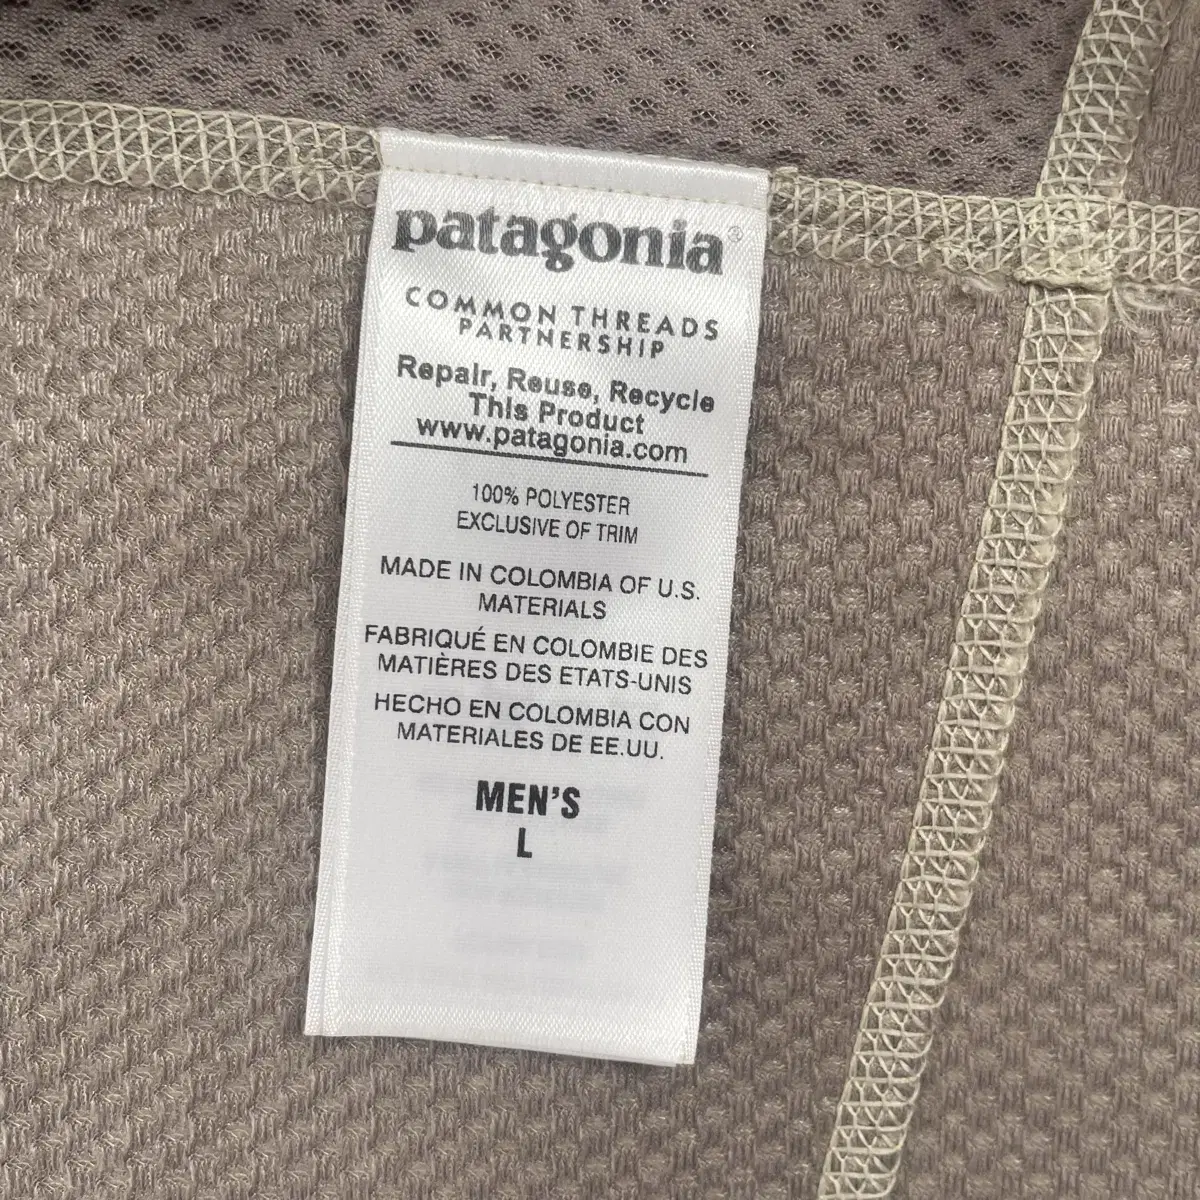 patagonia®
COMMON THREADS
PARTNERSHIP
Repair, Reuse, Recycle
This Product
www.patagonia.com
100% POLYESTER
EXCLUSIVE OF TRIM
MADE IN COLOMBIA OF U.S.
MATERIALS
FABRIQUÉ EN COLOMBIE DES
MATIÈRES DES ETATS-UNIS
HECHO EN COLOMBIA CON
MATERIALES DE EE.UU.
MEN'S
L